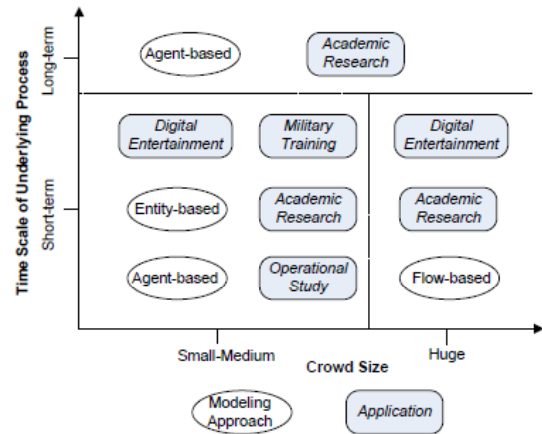 Time Scale of Underlying Process
Long-term
Short-term
Agent-based
Academic
Research
Digital
Entertainment
Military
Training
Digital
Entertainment
Entity-based
Academic
Research
Academic
Research
Agent-based
Operational
Study
Flow-based
Small-Medium
Huge
Crowd Size
Modeling
Approach
Application